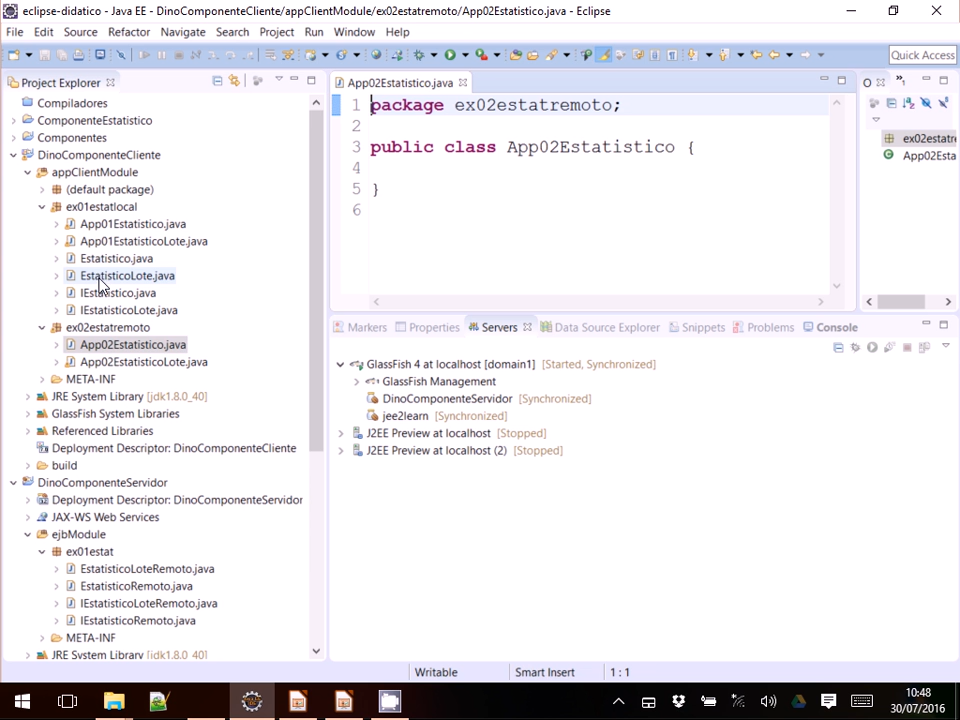 eclipse-didatico - Java EE - DinoComponenteCliente/appClientModule/ex02estatremoto/App02Estatistico.java - Eclipse
File Edit Source Refactor Navigate Search Project Run Window Help
Quick Access
Project Explorer
Compiladores
ComponenteEstatistico
Componentes
DinoComponenteCliente
appClientModule
(default package)
ex01estatlocal
App01Estatistico.java
App01EstatisticoLote.java
Estatistico.java
EstatisticoLote.java
IEstatistico.java
IEstatisticoLote.java
ex02estatremoto
App02Estatistico.java
App02EstatisticoLote.java
META-INF
JRE System Library [jdk1.8.0_40]
GlassFish System Libraries
Referenced Libraries
Deployment Descriptor: DinoComponenteCliente
build
DinoComponenteServidor
Deployment Descriptor: DinoComponenteServidor
JAX-WS Web Services
ejbModule
ex01estat
EstatisticoLoteRemoto.java
EstatisticoRemoto.java
IEstatisticoLoteRemoto.java
IEstatisticoRemoto.java
META-INF
JRE System Library [jdk1.8.0_40]
App02Estatistico.java
1 package ex02estatremoto;
2
3 public class App02Estatistico {
4
5 }
6
O
ex02estatre
App02Esta
Markers Properties Servers Data Source Explorer Snippets Problems Console
GlassFish 4 at localhost [domain1] [Started, Synchronized]
GlassFish Management
DinoComponenteServidor [Synchronized]
jee2learn [Synchronized]
J2EE Preview at localhost [Stopped]
J2EE Preview at localhost (2) [Stopped]
Writable Smart Insert 1 : 1
10:48
30/07/2016